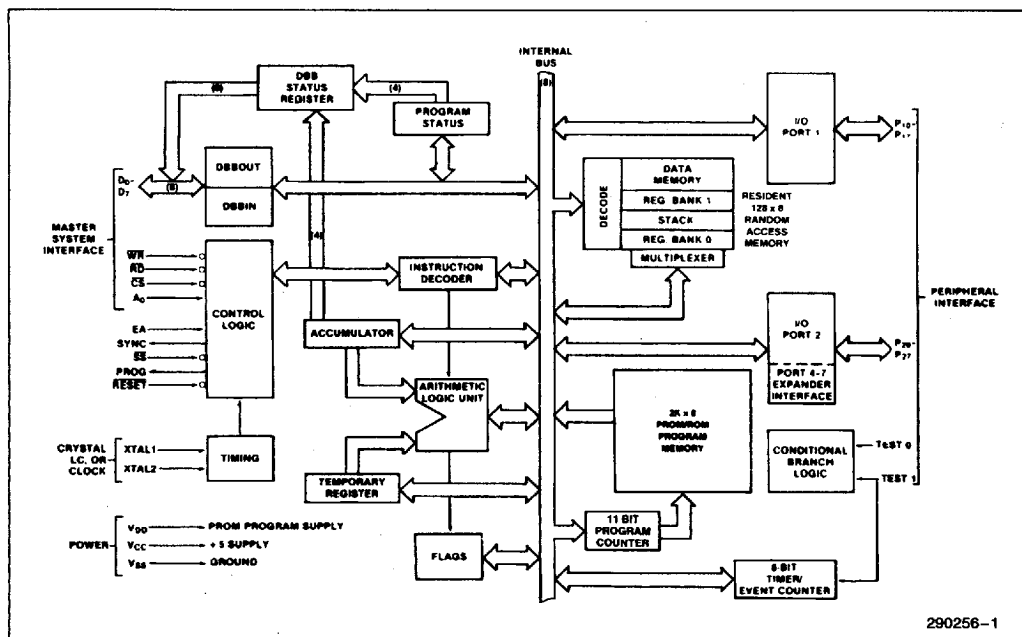 INTERNAL
BUS
(8)
DBB
STATUS
REGISTER
(8)
(4)
PROGRAM
STATUS
DBBOUT
DBBIN
D0-
D7
(8)
MASTER
SYSTEM
INTERFACE
WR
RD
CS
A0
EA
SYNC
SS
PROG
RESET
CONTROL
LOGIC
(4)
INSTRUCTION
DECODER
ACCUMULATOR
ARITHMETIC
LOGIC UNIT
TEMPORARY
REGISTER
FLAGS
CRYSTAL
LC, OR
CLOCK
XTAL1
XTAL2
TIMING
POWER
VDD
PROM PROGRAM SUPPLY
VCC
+5 SUPPLY
VSS
GROUND
I/O
PORT 1
P10-
P17
DECODE
DATA
MEMORY
REG. BANK 1
STACK
REG. BANK 0
MULTIPLEXER
RESIDENT
128 x 8
RANDOM
ACCESS
MEMORY
PERIPHERAL
INTERFACE
I/O
PORT 2
PORT 4-7
EXPANDER
INTERFACE
P20-
P27
2K x 8
PROM/ROM
PROGRAM
MEMORY
CONDITIONAL
BRANCH
LOGIC
TEST 0
TEST 1
11 BIT
PROGRAM
COUNTER
8-BIT
TIMER/
EVENT COUNTER
290256-1